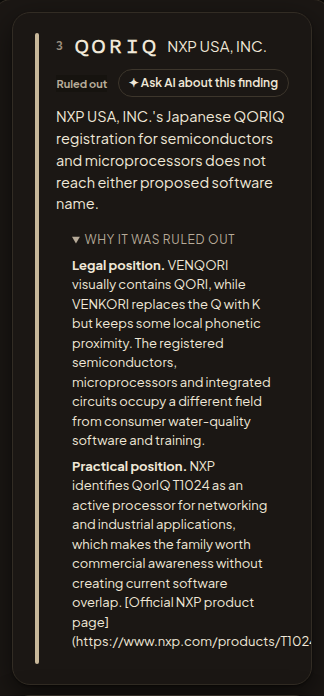 3 QORIQ NXP USA, INC.
Ruled out ✦ Ask AI about this finding
NXP USA, INC.'s Japanese QORIQ
registration for semiconductors
and microprocessors does not
reach either proposed software
name.
▼ WHY IT WAS RULED OUT
Legal position. VENQORI
visually contains QORI, while
VENKORI replaces the Q with K
but keeps some local phonetic
proximity. The registered
semiconductors,
microprocessors and integrated
circuits occupy a different field
from consumer water-quality
software and training.
Practical position. NXP
identifies QorIQ T1024 as an
active processor for networking
and industrial applications,
which makes the family worth
commercial awareness without
creating current software
overlap. [Official NXP product
page]
(https://www.nxp.com/products/T102